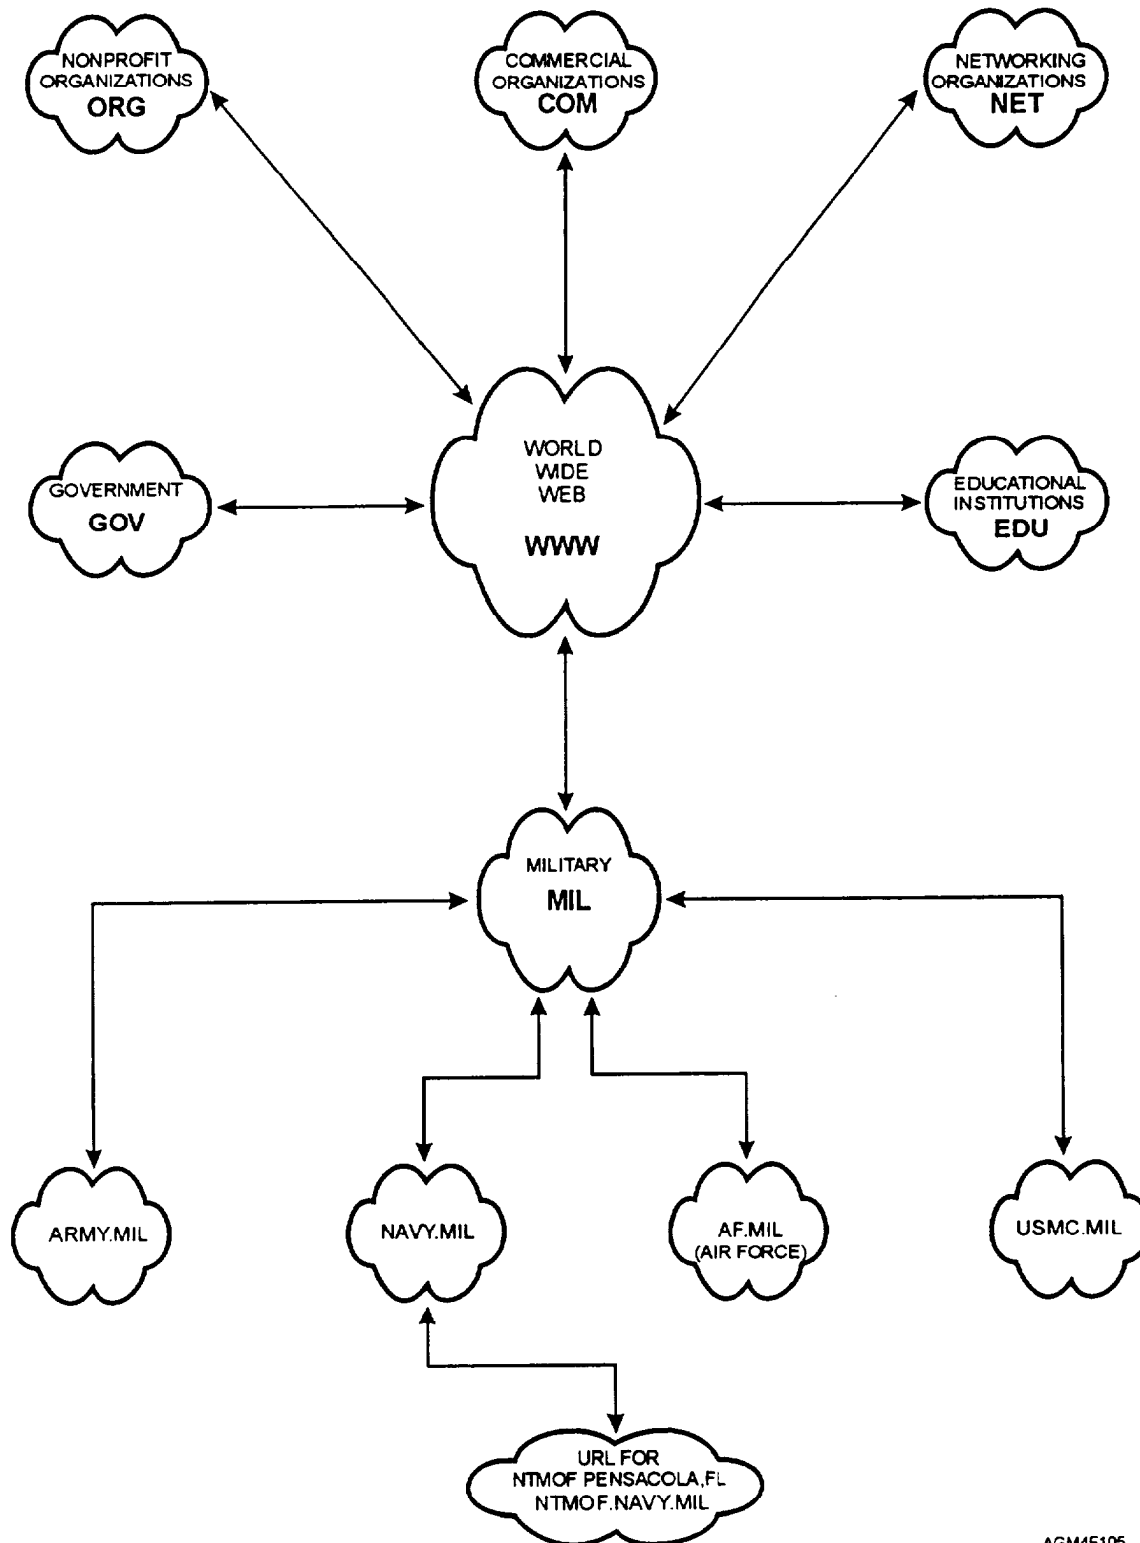 NONPROFIT
ORGANIZATIONS
ORG
COMMERCIAL
ORGANIZATIONS
COM
NETWORKING
ORGANIZATIONS
NET
GOVERNMENT
GOV
WORLD
WIDE
WEB
WWW
EDUCATIONAL
INSTITUTIONS
EDU
MILITARY
MIL
ARMY.MIL
NAVY.MIL
AF.MIL
(AIR FORCE)
USMC.MIL
URL FOR
NTMOF PENSACOLA,FL
NTMOF.NAVY.MIL